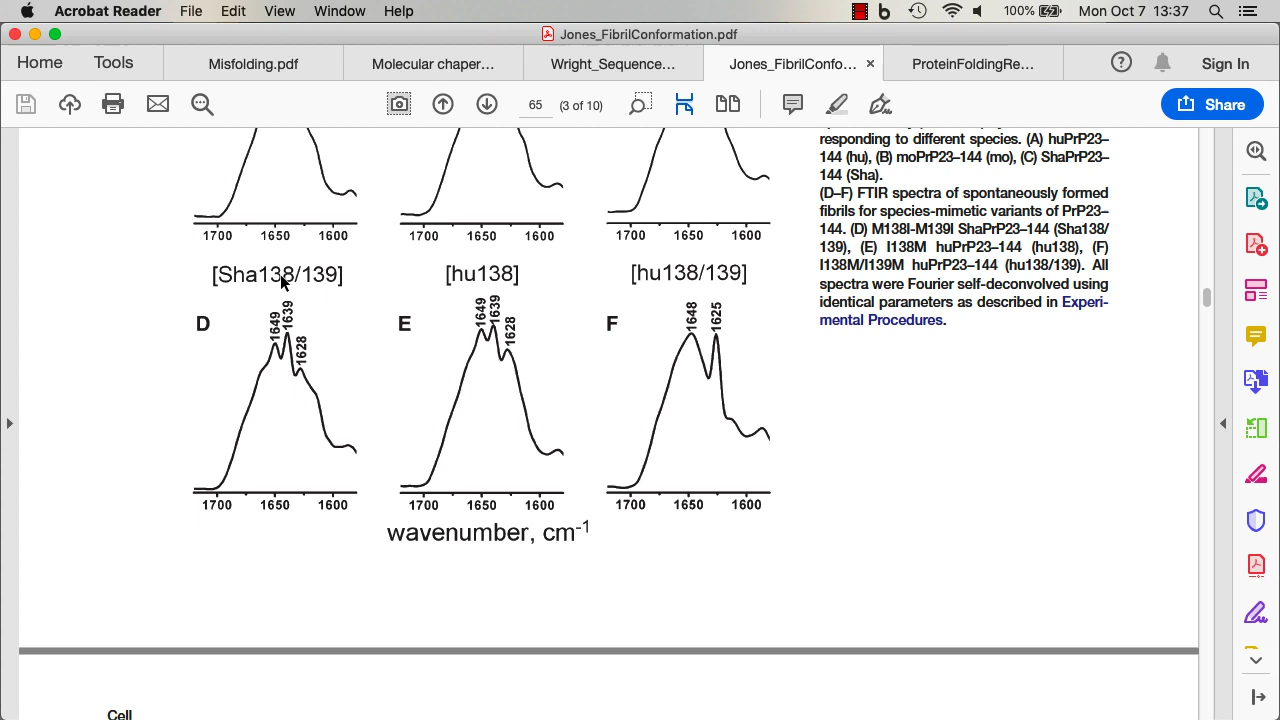 Acrobat Reader File Edit View Window Help 100% Mon Oct 7 13:37
Jones_FibrilConformation.pdf
Home Tools Misfolding.pdf Molecular chaper... Wright_Sequence... Jones_FibrilConfo... × ProteinFoldingRe... Sign In
65 (3 of 10) Share
responding to different species. (A) huPrP23–
144 (hu), (B) moPrP23–144 (mo), (C) ShaPrP23–
144 (Sha).
(D–F) FTIR spectra of spontaneously formed
fibrils for species-mimetic variants of PrP23–
144. (D) M138I-M139I ShaPrP23–144 (Sha138/
139), (E) I138M huPrP23–144 (hu138), (F)
I138M/I139M huPrP23–144 (hu138/139). All
spectra were Fourier self-deconvolved using
identical parameters as described in Experi-
mental Procedures.
1700 1650 1600
1700 1650 1600
1700 1650 1600
[Sha138/139] [hu138] [hu138/139]
D 1649 1639 1628
E 1649 1639 1628
F 1648 1625
1700 1650 1600
1700 1650 1600
1700 1650 1600
wavenumber, cm-1
Cell